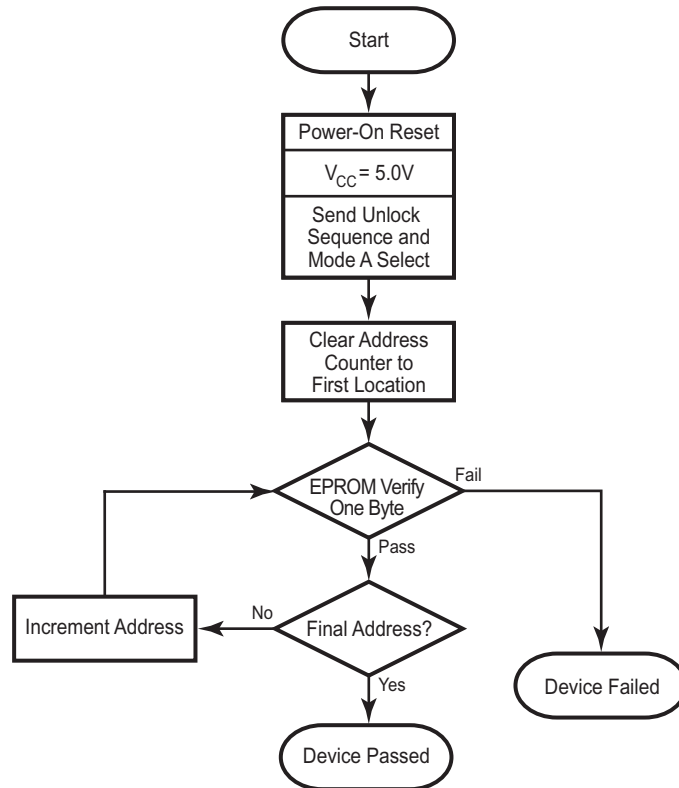 Start
Power-On Reset
VCC = 5.0V
Send Unlock
Sequence and
Mode A Select
Clear Address
Counter to
First Location
EPROM Verify
One Byte
Fail
Pass
Increment Address
No
Final Address?
Yes
Device Failed
Device Passed